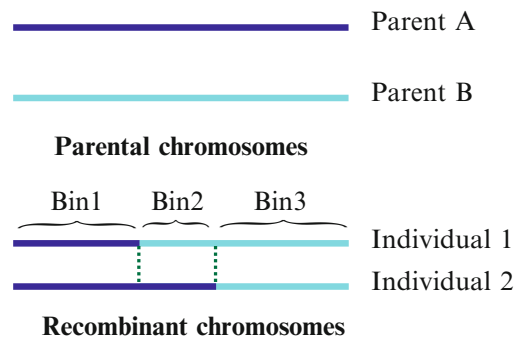 Parent A
Parent B
Parental chromosomes
Bin1 Bin2 Bin3
Individual 1
Individual 2
Recombinant chromosomes